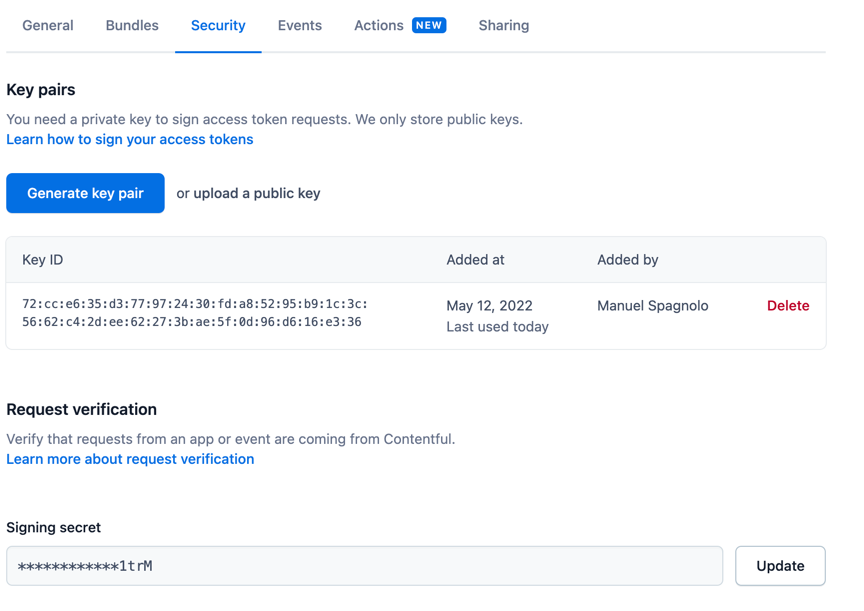 General Bundles Security Events Actions NEW Sharing
Key pairs
You need a private key to sign access token requests. We only store public keys.
Learn how to sign your access tokens
Generate key pair or upload a public key
Key ID Added at Added by
72:cc:e6:35:d3:77:97:24:30:fd:a8:52:95:b9:1c:3c: May 12, 2022 Manuel Spagnolo Delete
56:62:c4:2d:ee:62:27:3b:ae:5f:0d:96:d6:16:e3:36 Last used today
Request verification
Verify that requests from an app or event are coming from Contentful.
Learn more about request verification
Signing secret
************1trM Update